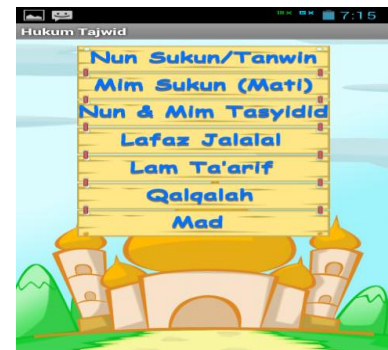 7:15
Hukum Tajwid
Nun Sukun/Tanwin
Mim Sukun (Mati)
Nun & Mim Tasyidid
Lafaz Jalalal
Lam Ta'arif
Qalqalah
Mad